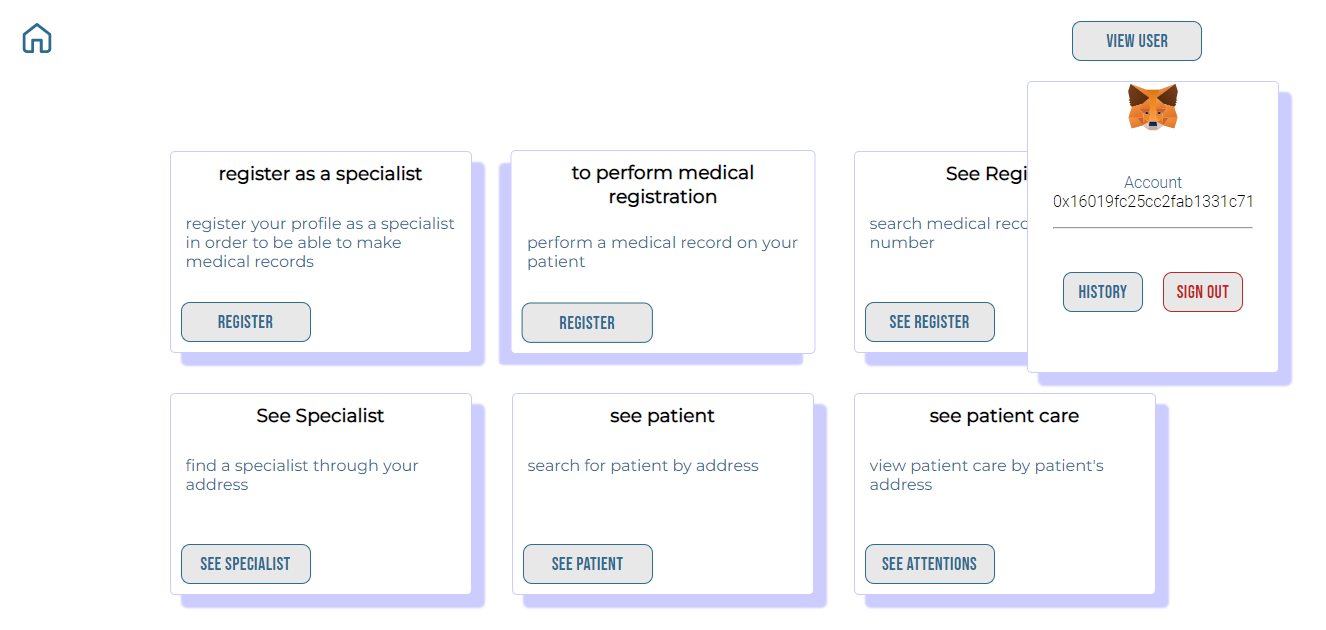 VIEW USER
Account
0x16019fc25cc2fab1331c71
HISTORY
SIGN OUT
register as a specialist
register your profile as a specialist
in order to be able to make
medical records
REGISTER
to perform medical
registration
perform a medical record on your
patient
REGISTER
See Regi
search medical reco
number
SEE REGISTER
See Specialist
find a specialist through your
address
SEE SPECIALIST
see patient
search for patient by address
SEE PATIENT
see patient care
view patient care by patient's
address
SEE ATTENTIONS